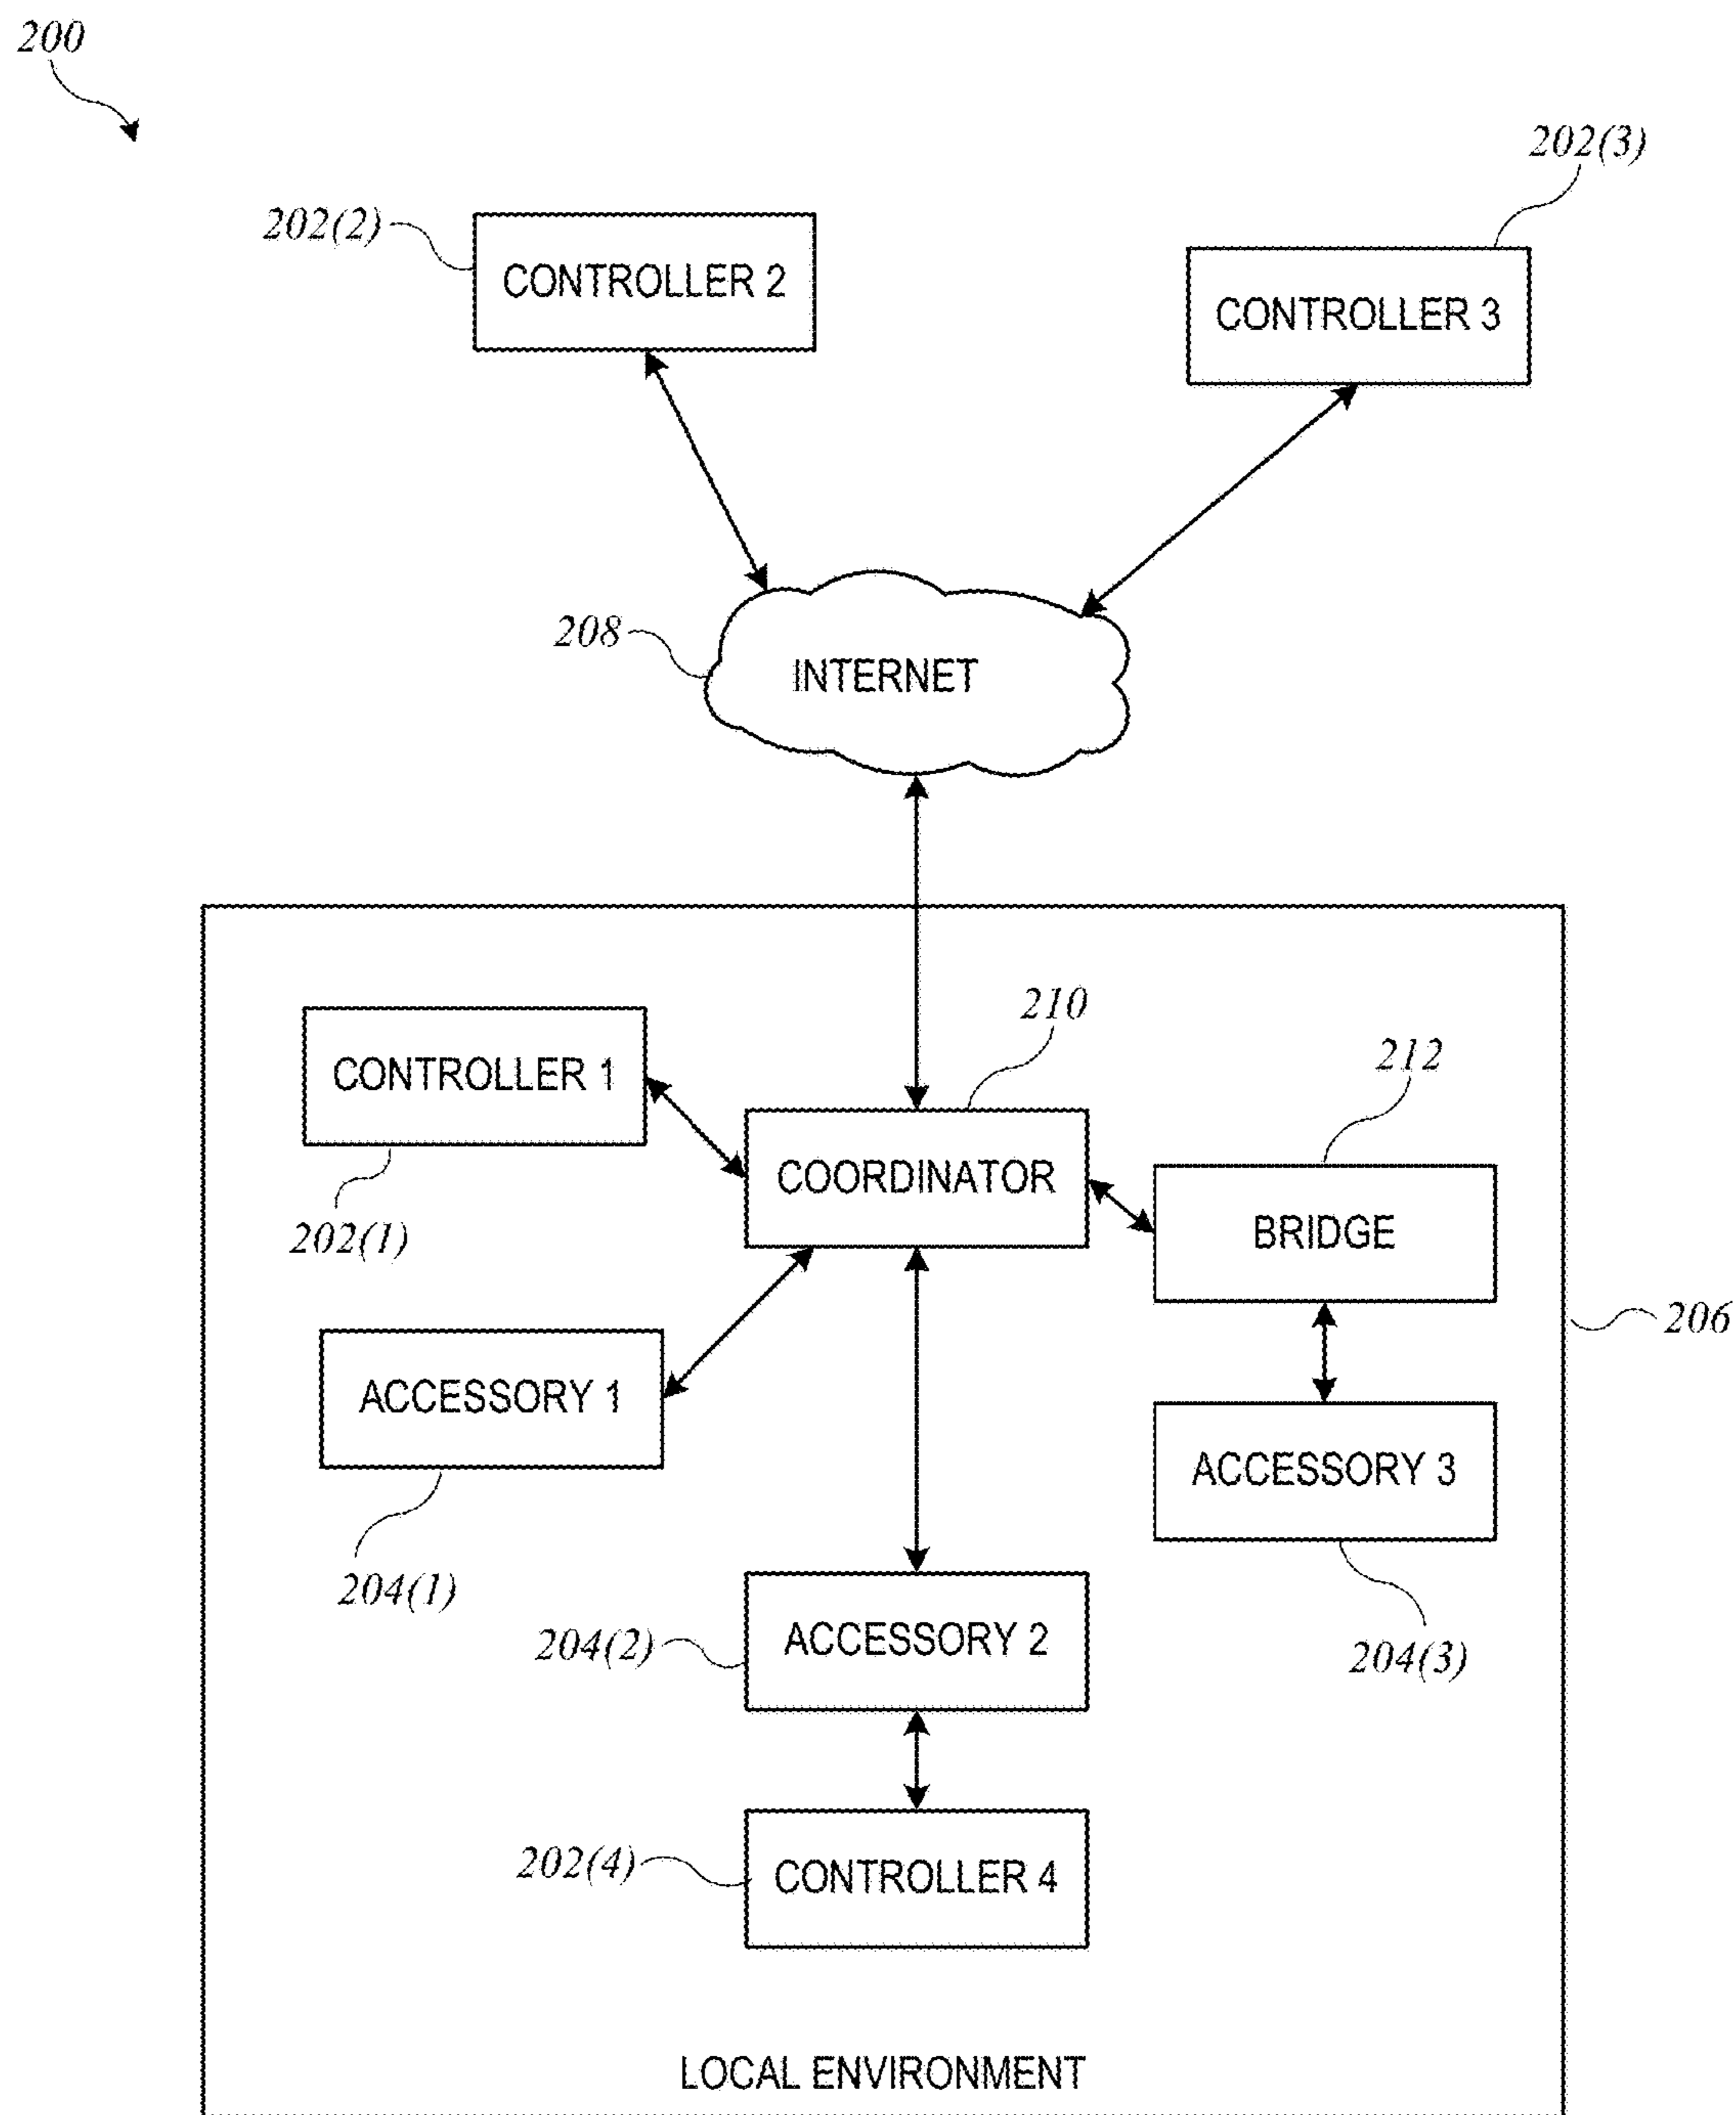 200
202(3)
202(2)
CONTROLLER 2
CONTROLLER 3
208
INTERNET
210
CONTROLLER 1
212
COORDINATOR
202(1)
BRIDGE
206
ACCESSORY 1
ACCESSORY 3
204(1)
204(2)
ACCESSORY 2
204(3)
202(4)
CONTROLLER 4
LOCAL ENVIRONMENT